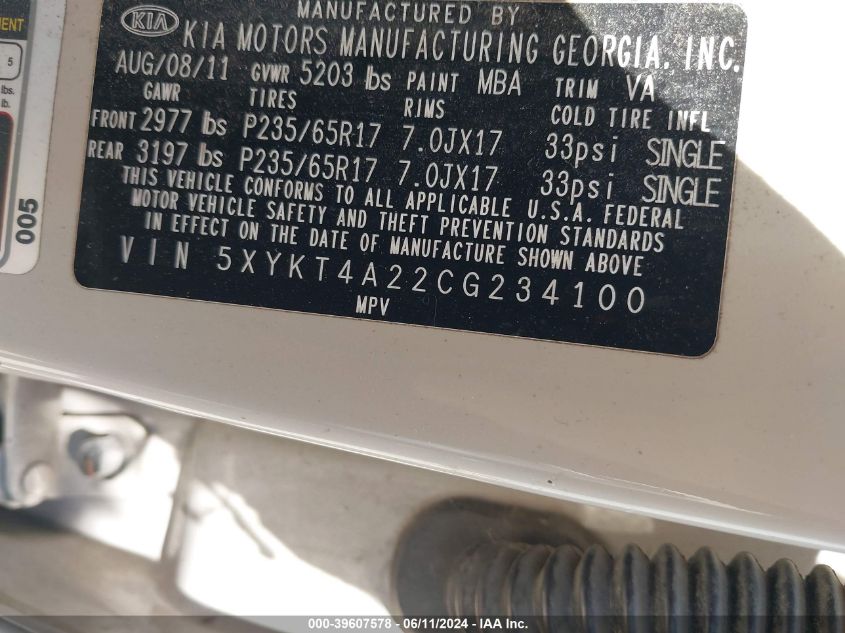 MENT
5
lbs.
lb.
005
MANUFACTURED BY
KIA KIA MOTORS MANUFACTURING GEORGIA, INC.
AUG/08/11 GVWR 5203 lbs PAINT MBA TRIM VA
GAWR TIRES RIMS COLD TIRE INFL
FRONT 2977 lbs P235/65R17 7.0JX17 33psi SINGLE
REAR 3197 lbs P235/65R17 7.0JX17 33psi SINGLE
THIS VEHICLE CONFORMS TO ALL APPLICABLE U.S.A. FEDERAL
MOTOR VEHICLE SAFETY AND THEFT PREVENTION STANDARDS
IN EFFECT ON THE DATE OF MANUFACTURE SHOWN ABOVE
VIN 5XYKT4A22CG234100
MPV
000-39607578 - 06/11/2024 - IAA Inc.